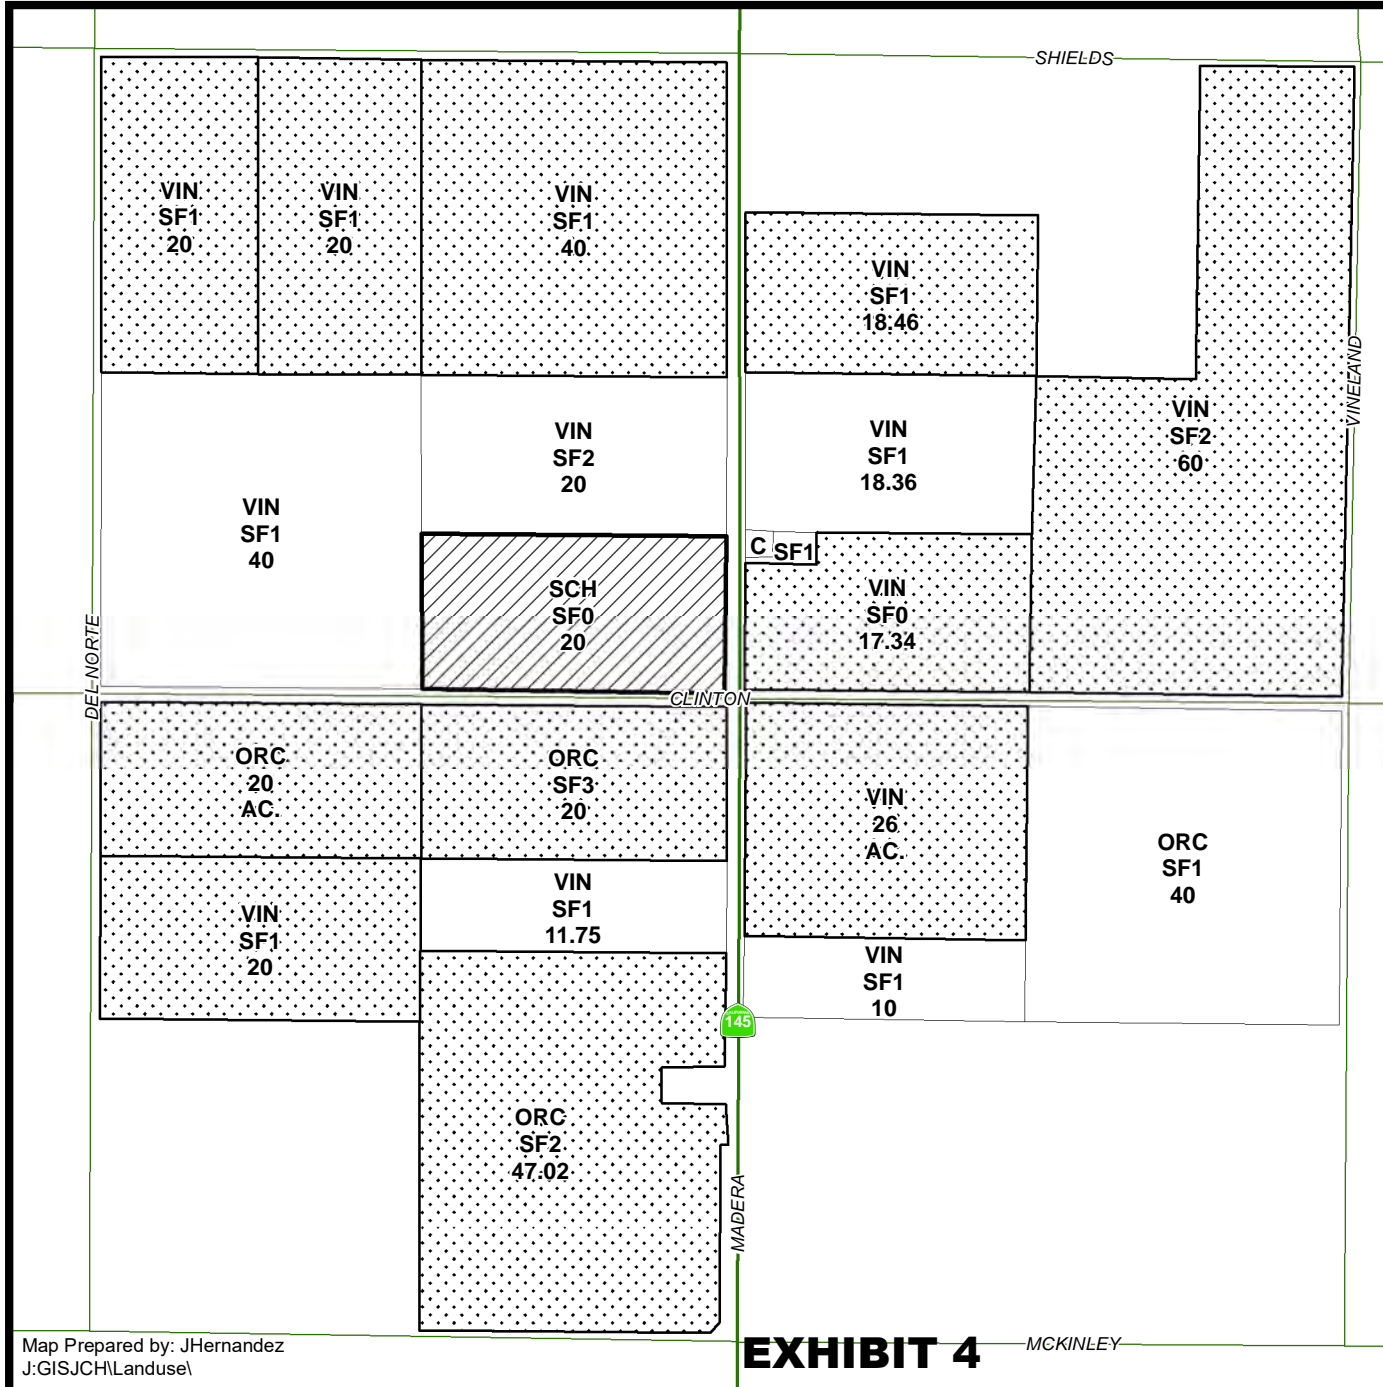 SHIELDS
VIN
SF1
20
VIN
SF1
20
VIN
SF1
40
VIN
SF1
18.46
VINELAND
VIN
SF2
60
VIN
SF2
20
VIN
SF1
18.36
VIN
SF1
40
C SF1
SCH
SF0
20
VIN
SF0
17.34
DEL NORTE
CLINTON
ORC
20
AC.
ORC
SF3
20
VIN
26
AC.
ORC
SF1
40
VIN
SF1
20
VIN
SF1
11.75
VIN
SF1
10
145
ORC
SF2
47.02
MADERA
Map Prepared by: JHernandez
J:GISJCH\Landuse\
EXHIBIT 4
MCKINLEY